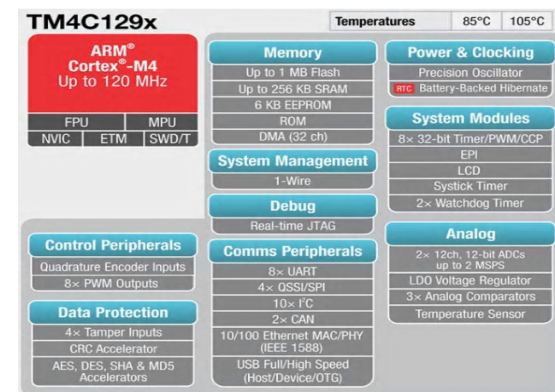 TM4C129x
Temperatures 85°C 105°C
ARM®
Cortex®-M4
Up to 120 MHz
FPU MPU
NVIC ETM SWD/T
Control Peripherals
Quadrature Encoder Inputs
8× PWM Outputs
Data Protection
4× Tamper Inputs
CRC Accelerator
AES, DES, SHA & MD5
Accelerators
Memory
Up to 1 MB Flash
Up to 256 KB SRAM
6 KB EEPROM
ROM
DMA (32 ch)
System Management
1-Wire
Debug
Real-time JTAG
Comms Peripherals
8× UART
4× QSSI/SPI
10× I²C
2× CAN
10/100 Ethernet MAC/PHY
(IEEE 1588)
USB Full/High Speed
(Host/Device/OTG)
Power & Clocking
Precision Oscillator
RTC Battery-Backed Hibernate
System Modules
8× 32-bit Timer/PWM/CCP
EPI
LCD
Systick Timer
2× Watchdog Timer
Analog
2× 12ch, 12-bit ADCs
up to 2 MSPS
LDO Voltage Regulator
3× Analog Comparators
Temperature Sensor